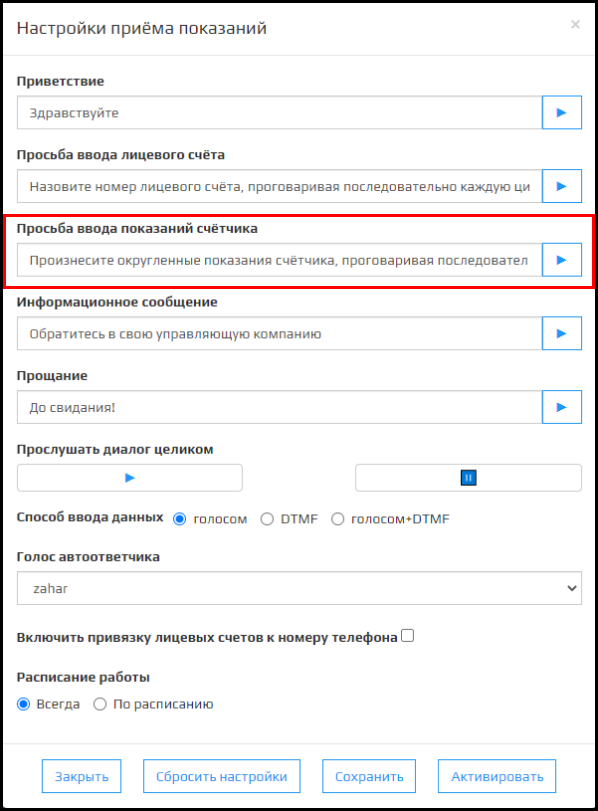 Настройки приёма показаний
Приветствие
Здравствуйте
Просьба ввода лицевого счёта
Назовите номер лицевого счёта, проговаривая последовательно каждую ци
Просьба ввода показаний счётчика
Произнесите округленные показания счётчика, проговаривая последовател
Информационное сообщение
Обратитесь в свою управляющую компанию
Прощание
До свидания!
Прослушать диалог целиком
Способ ввода данных голосом DTMF голосом+DTMF
Голос автоответчика
zahar
Включить привязку лицевых счетов к номеру телефона
Расписание работы
Всегда По расписанию
Закрыть Сбросить настройки Сохранить Активировать